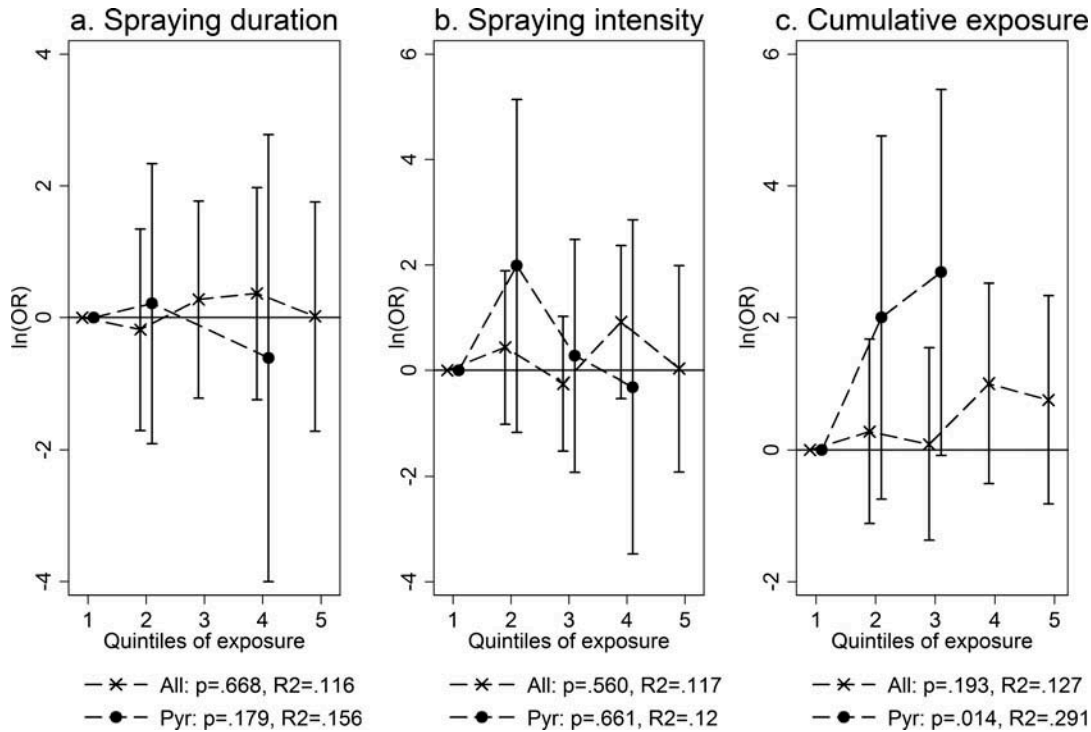 a. Spraying duration
ln(OR)
4
2
0
-2
-4
1 2 3 4 5
Quintiles of exposure
All: p=.668, R2=.116
Pyr: p=.179, R2=.156
b. Spraying intensity
ln(OR)
6
4
2
0
-2
-4
1 2 3 4 5
Quintiles of exposure
All: p=.560, R2=.117
Pyr: p=.661, R2=.12
c. Cumulative exposure
ln(OR)
6
4
2
0
-2
1 2 3 4 5
Quintiles of exposure
All: p=.193, R2=.127
Pyr: p=.014, R2=.291